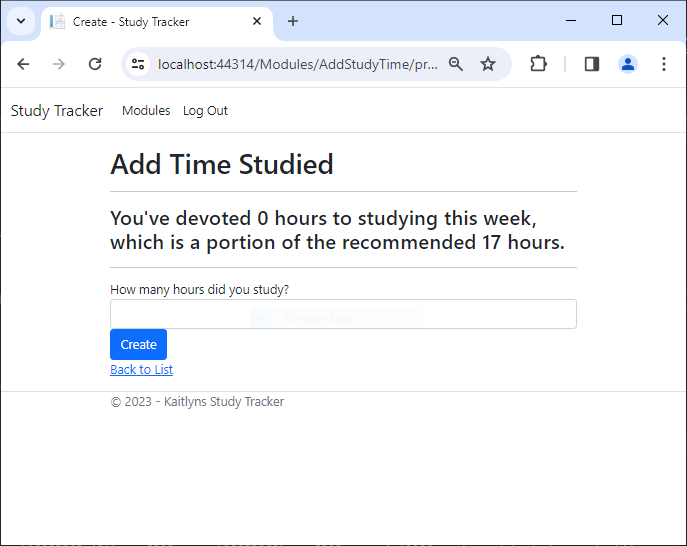 Create - Study Tracker
localhost:44314/Modules/AddStudyTime/pr...
Study Tracker Modules Log Out
Add Time Studied
You've devoted 0 hours to studying this week,
which is a portion of the recommended 17 hours.
How many hours did you study?
Window Snip
Create
Back to List
© 2023 - Kaitlyns Study Tracker